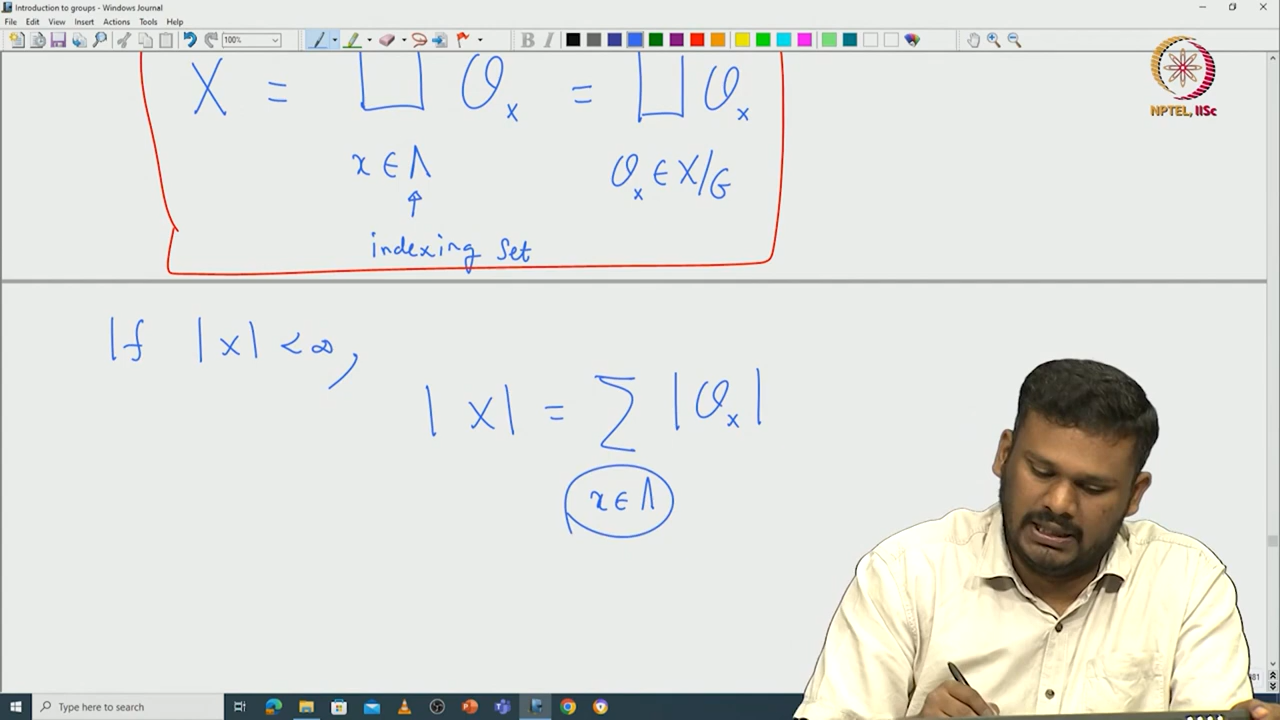 Introduction to groups - Windows Journal
File Edit View Insert Actions Tools Help
100%
B I
NPTEL, IISc
X = ⨆ O_x = ⨆ O_x
x ∈ Λ O_x ∈ X/G
↑
indexing Set
If |X| < ∞,
|X| = ∑ |O_x|
x ∈ Λ
Type here to search